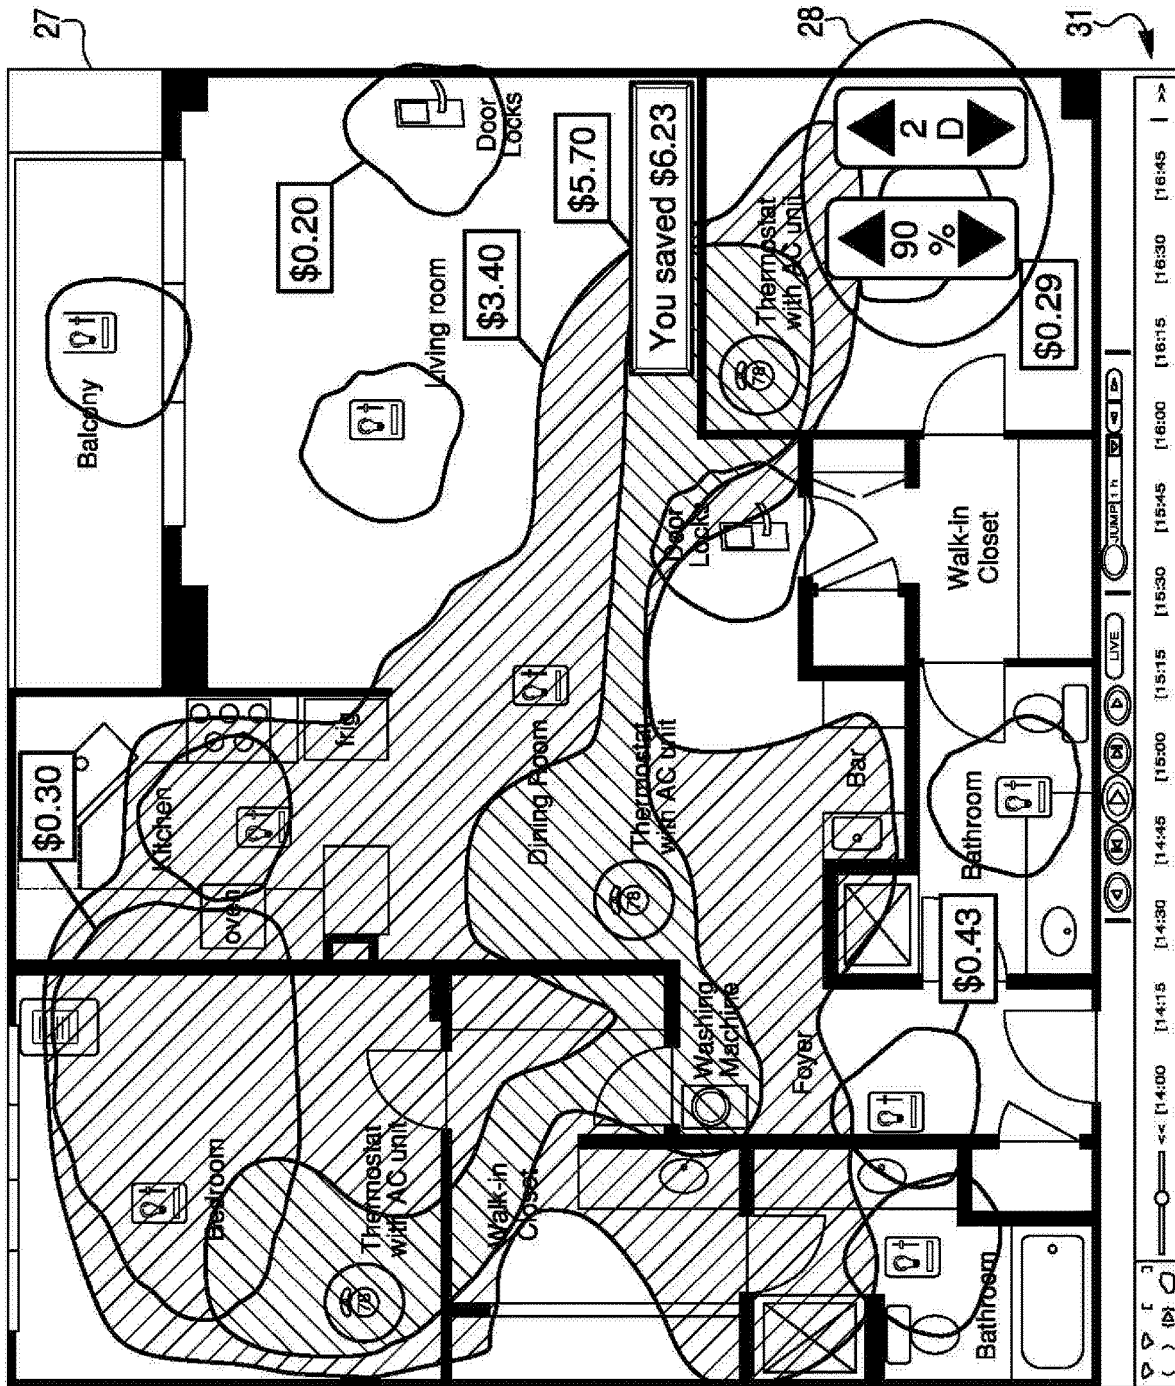 27
Balcony
Living room
$0.20
Door
Locks
$3.40
$5.70
You saved $6.23
Thermostat
with AC unit
78
90
%
2
D
28
$0.29
$0.30
Kitchen
oven
frig
Dining Room
Thermostat
with AC unit
78
Door
Locks
Bar
Walk-in
Closet
Bathroom
$0.43
Bedroom
Thermostat
with AC unit
78
Walk-in
Closet
Washing
Machine
Foyer
Bathroom
LIVE
JUMP 1 h
31
<< [14:00 [14:15 [14:30 [14:45 [15:00 [15:15 [15:30 [15:45 [16:00 [16:15 [16:30 [16:45 | >>